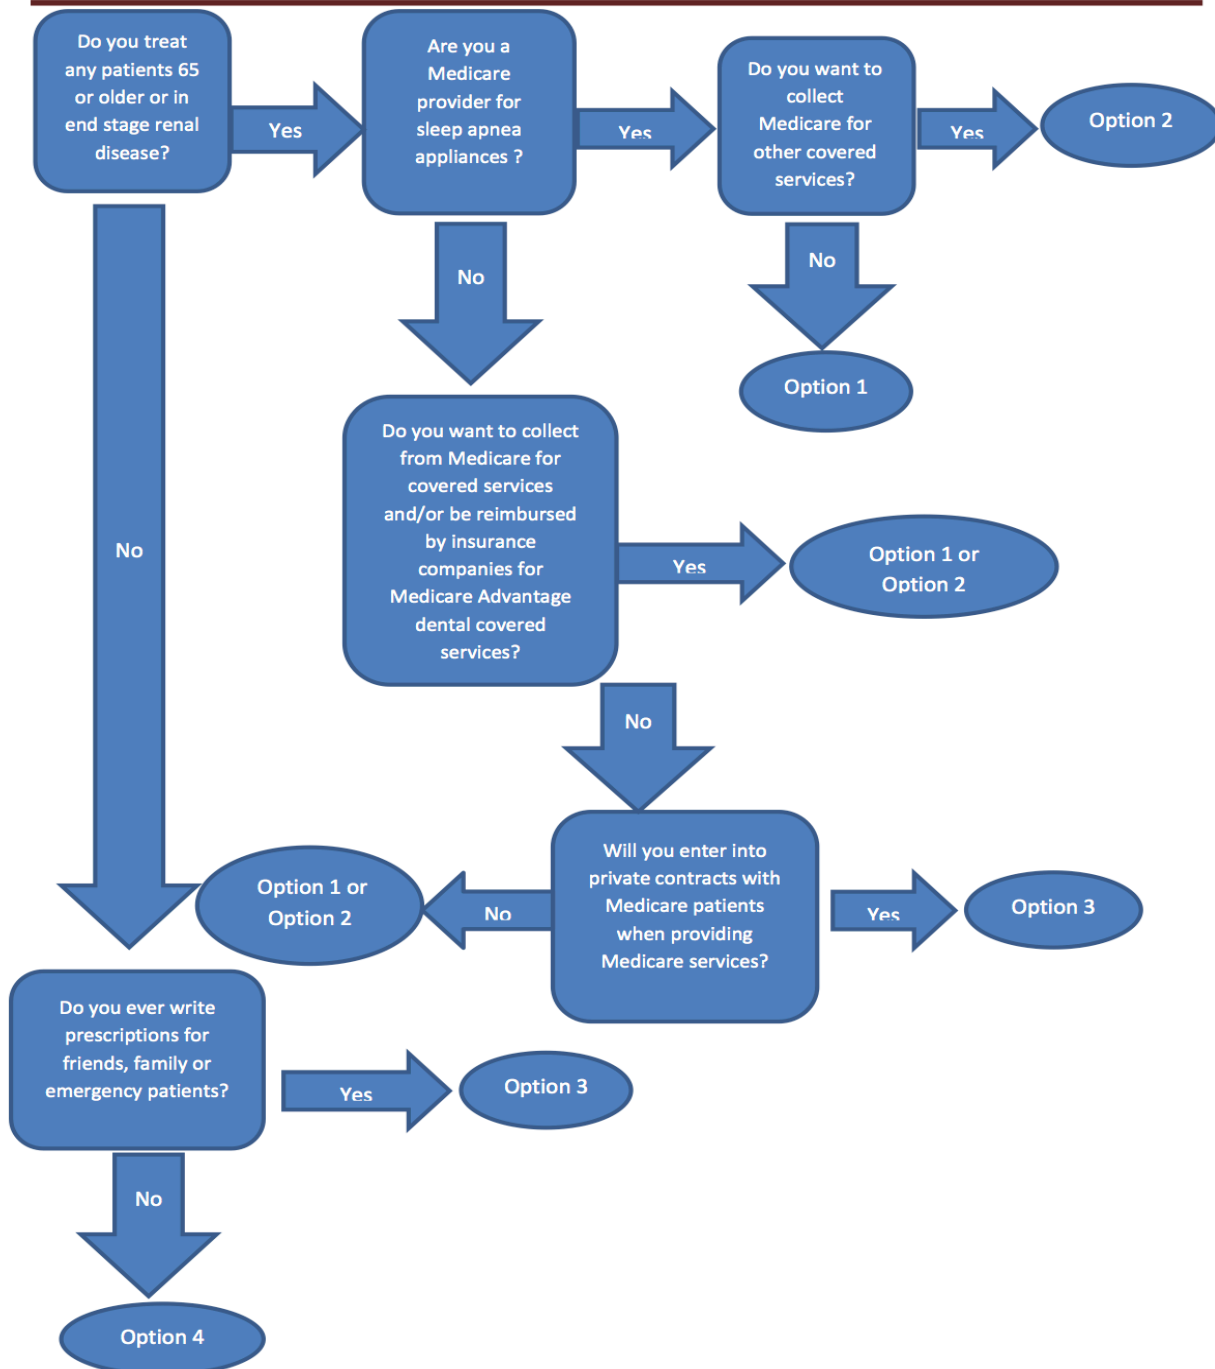 Do you treat
any patients 65
or older or in
end stage renal
disease?
Yes
Are you a
Medicare
provider for
sleep apnea
appliances ?
Yes
Do you want to
collect
Medicare for
other covered
services?
Yes
Option 2
No
No
Option 1
Do you want to collect
from Medicare for
covered services
and/or be reimbursed
by insurance
companies for
Medicare Advantage
dental covered
services?
Yes
Option 1 or
Option 2
No
No
Will you enter into
private contracts with
Medicare patients
when providing
Medicare services?
No
Option 1 or
Option 2
Yes
Option 3
Do you ever write
prescriptions for
friends, family or
emergency patients?
Yes
Option 3
No
Option 4